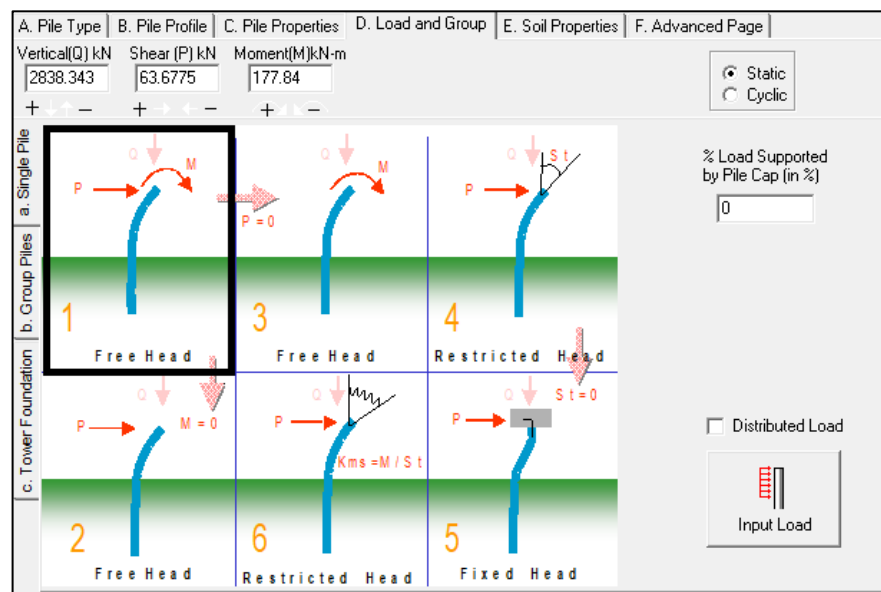 A. Pile Type
B. Pile Profile
C. Pile Properties
D. Load and Group
E. Soil Properties
F. Advanced Page
Vertical(Q) kN
Shear (P) kN
Moment(M)kN-m
2838.343
63.6775
177.84
+ −
+ −
+ −
Static
Cyclic
a. Single Pile
b. Group Piles
c. Tower Foundation
Q
M
P
1
Free Head
P = 0
Q
M
3
Free Head
Q
S t
P
4
Restricted Head
% Load Supported
by Pile Cap (in %)
0
Q
M = 0
P
2
Free Head
Q
P
Kms =M / S t
6
Restricted Head
Q
S t = 0
P
5
Fixed Head
Distributed Load
Input Load